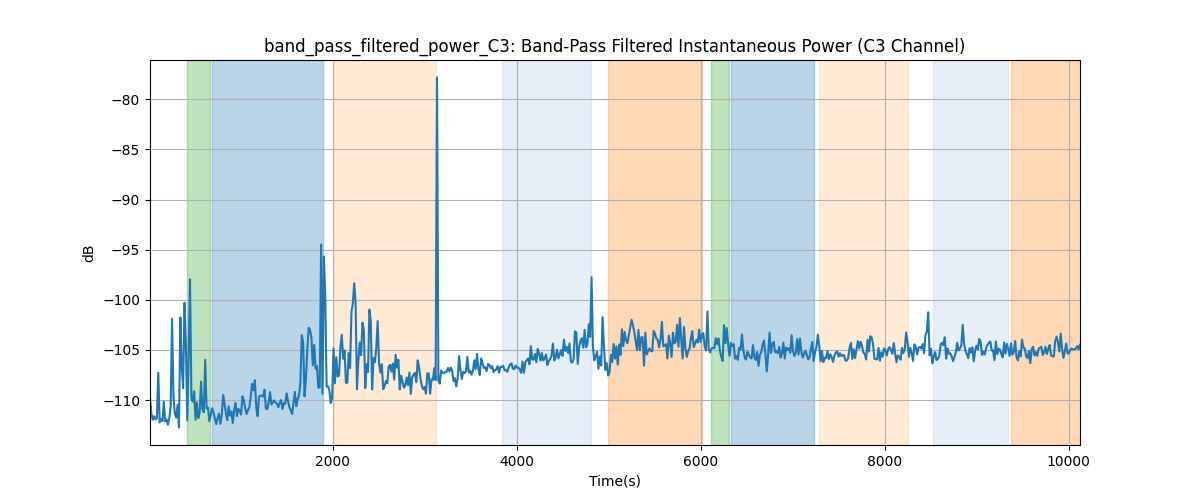 band_pass_filtered_power_C3: Band-Pass Filtered Instantaneous Power (C3 Channel)
−80
−85
−90
−95
−100
−105
−110
dB
2000 4000 6000 8000 10000
Time(s)